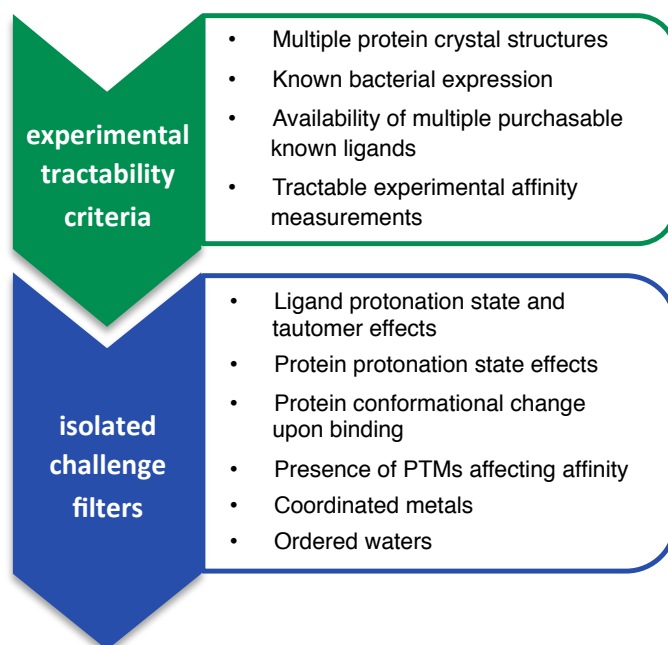 experimental
tractability
criteria
• Multiple protein crystal structures
• Known bacterial expression
• Availability of multiple purchasable
known ligands
• Tractable experimental affinity
measurements
isolated
challenge
filters
• Ligand protonation state and
tautomer effects
• Protein protonation state effects
• Protein conformational change
upon binding
• Presence of PTMs affecting affinity
• Coordinated metals
• Ordered waters